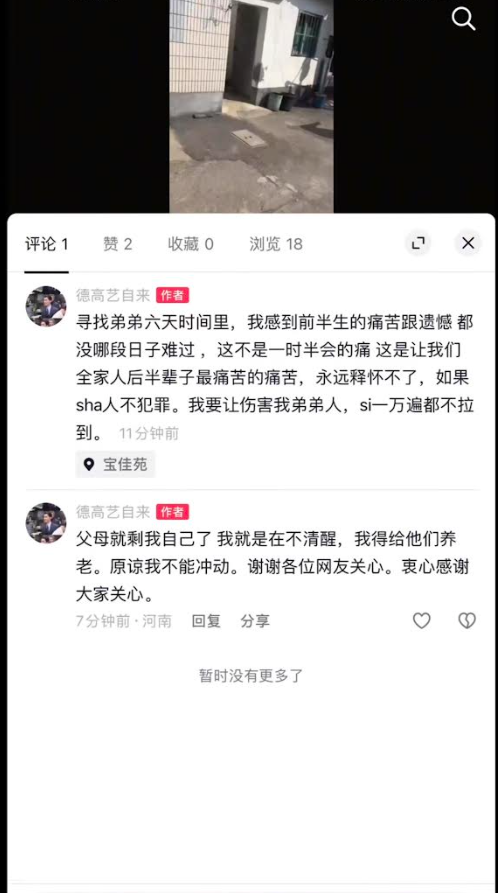 评论 1 赞 2 收藏 0 浏览 18
德高艺自来 作者
寻找弟弟六天时间里，我感到前半生的痛苦跟遗憾 都
没哪段日子难过 ，这不是一时半会的痛 这是让我们
全家人后半辈子最痛苦的痛苦，永远释怀不了，如果
sha人不犯罪。我要让伤害我弟弟人，si一万遍都不拉
到。 11分钟前
宝佳苑
德高艺自来 作者
父母就剩我自己了 我就是在不清醒，我得给他们养
老。原谅我不能冲动。谢谢各位网友关心。衷心感谢
大家关心。
7分钟前 · 河南 回复 分享
暂时没有更多了